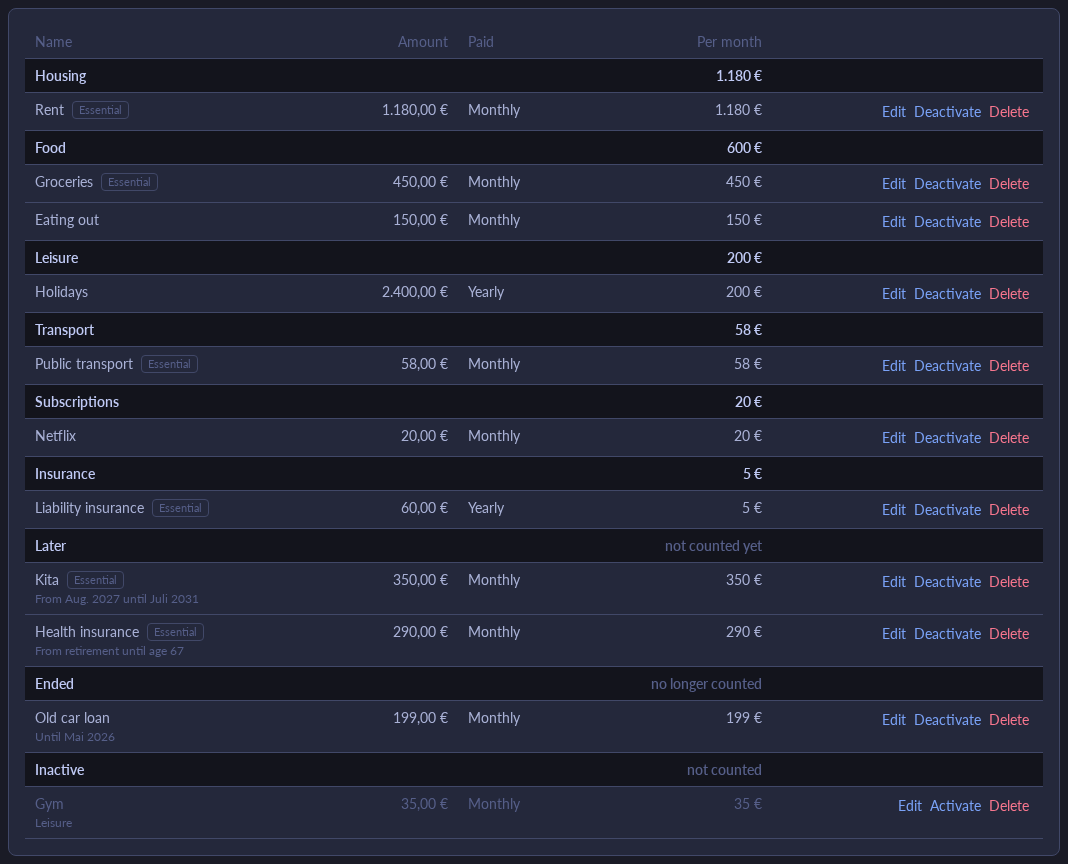 Name Amount Paid Per month
Housing 1.180 €
Rent Essential 1.180,00 € Monthly 1.180 € Edit Deactivate Delete
Food 600 €
Groceries Essential 450,00 € Monthly 450 € Edit Deactivate Delete
Eating out 150,00 € Monthly 150 € Edit Deactivate Delete
Leisure 200 €
Holidays 2.400,00 € Yearly 200 € Edit Deactivate Delete
Transport 58 €
Public transport Essential 58,00 € Monthly 58 € Edit Deactivate Delete
Subscriptions 20 €
Netflix 20,00 € Monthly 20 € Edit Deactivate Delete
Insurance 5 €
Liability insurance Essential 60,00 € Yearly 5 € Edit Deactivate Delete
Later not counted yet
Kita Essential 350,00 € Monthly 350 € Edit Deactivate Delete
From Aug. 2027 until Juli 2031
Health insurance Essential 290,00 € Monthly 290 € Edit Deactivate Delete
From retirement until age 67
Ended no longer counted
Old car loan 199,00 € Monthly 199 € Edit Deactivate Delete
Until Mai 2026
Inactive not counted
Gym 35,00 € Monthly 35 € Edit Activate Delete
Leisure